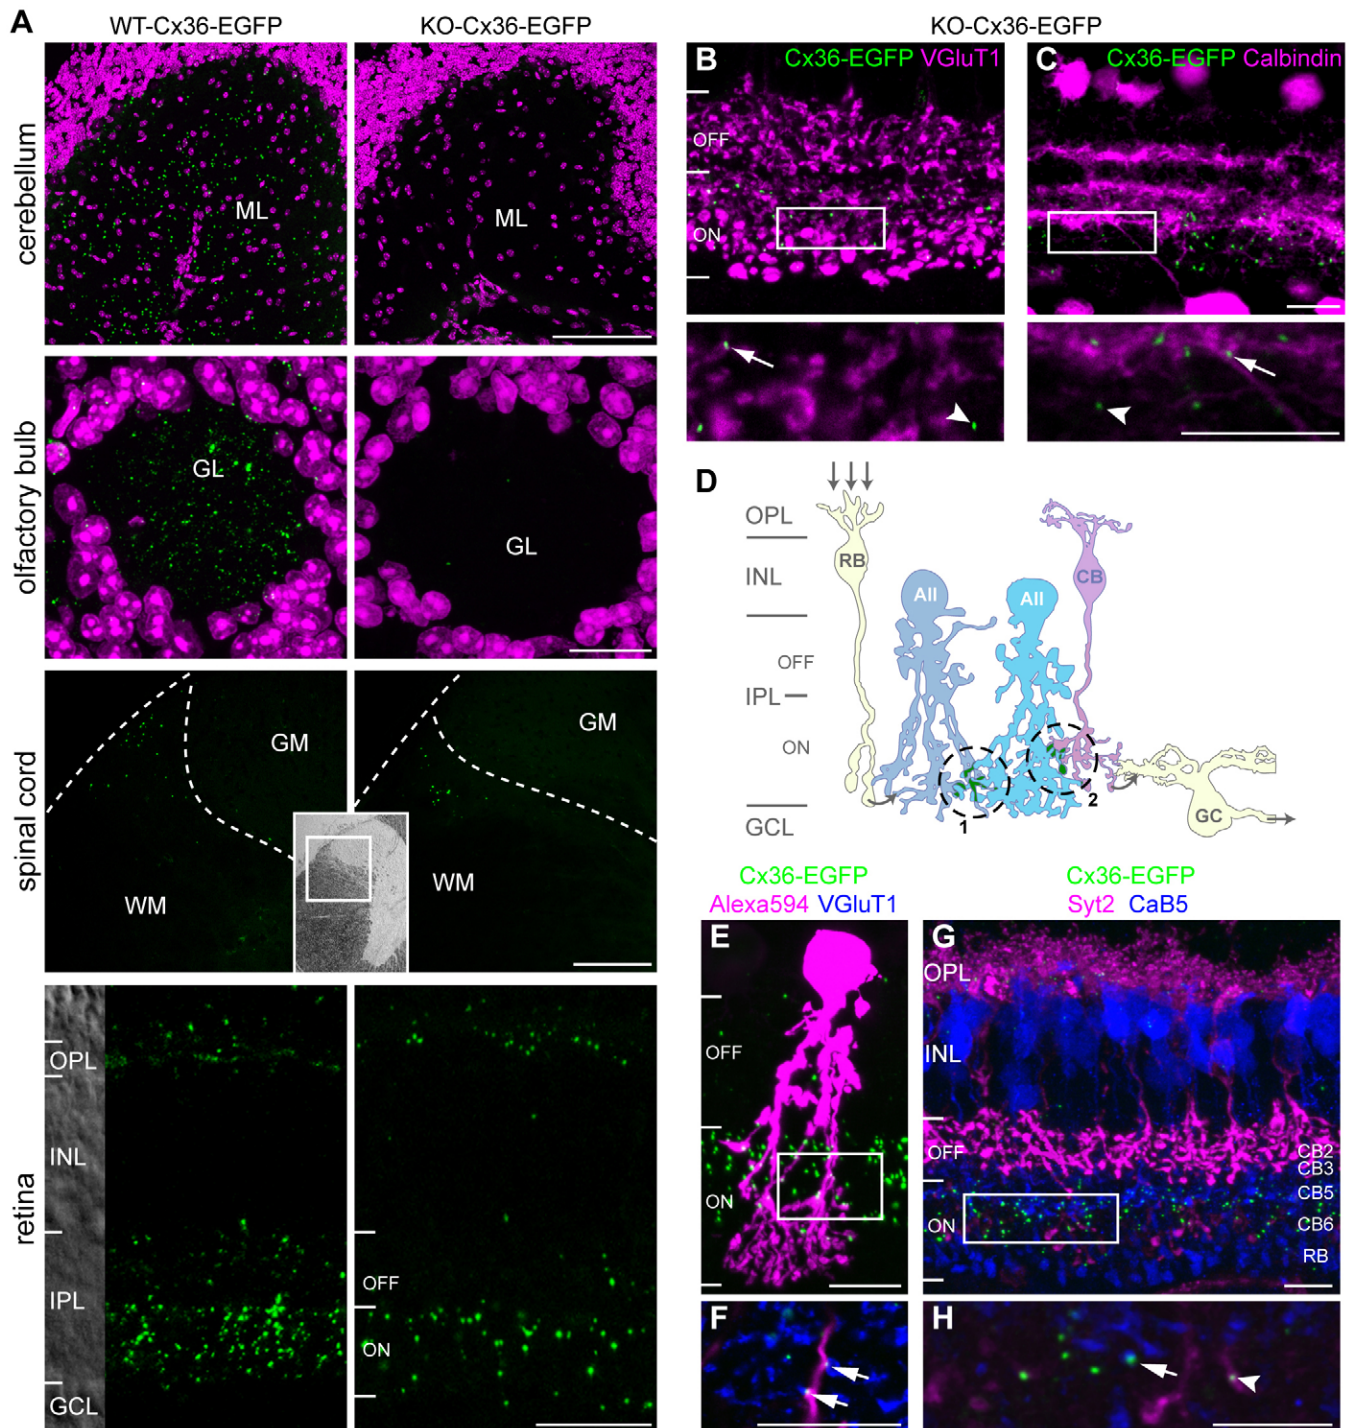 A
WT-Cx36-EGFP
KO-Cx36-EGFP
cerebellum
ML
ML
olfactory bulb
GL
GL
spinal cord
GM
WM
GM
WM
retina
OPL
INL
IPL
GCL
OFF
ON
KO-Cx36-EGFP
B
Cx36-EGFP VGluT1
OFF
ON
C
Cx36-EGFP Calbindin
D
OPL
INL
OFF
IPL
ON
GCL
RB
AII
AII
CB
GC
1
2
Cx36-EGFP
Alexa594 VGluT1
E
OFF
ON
F
Cx36-EGFP
Syt2 CaB5
G
OPL
INL
OFF
ON
CB2
CB3
CB5
CB6
RB
H